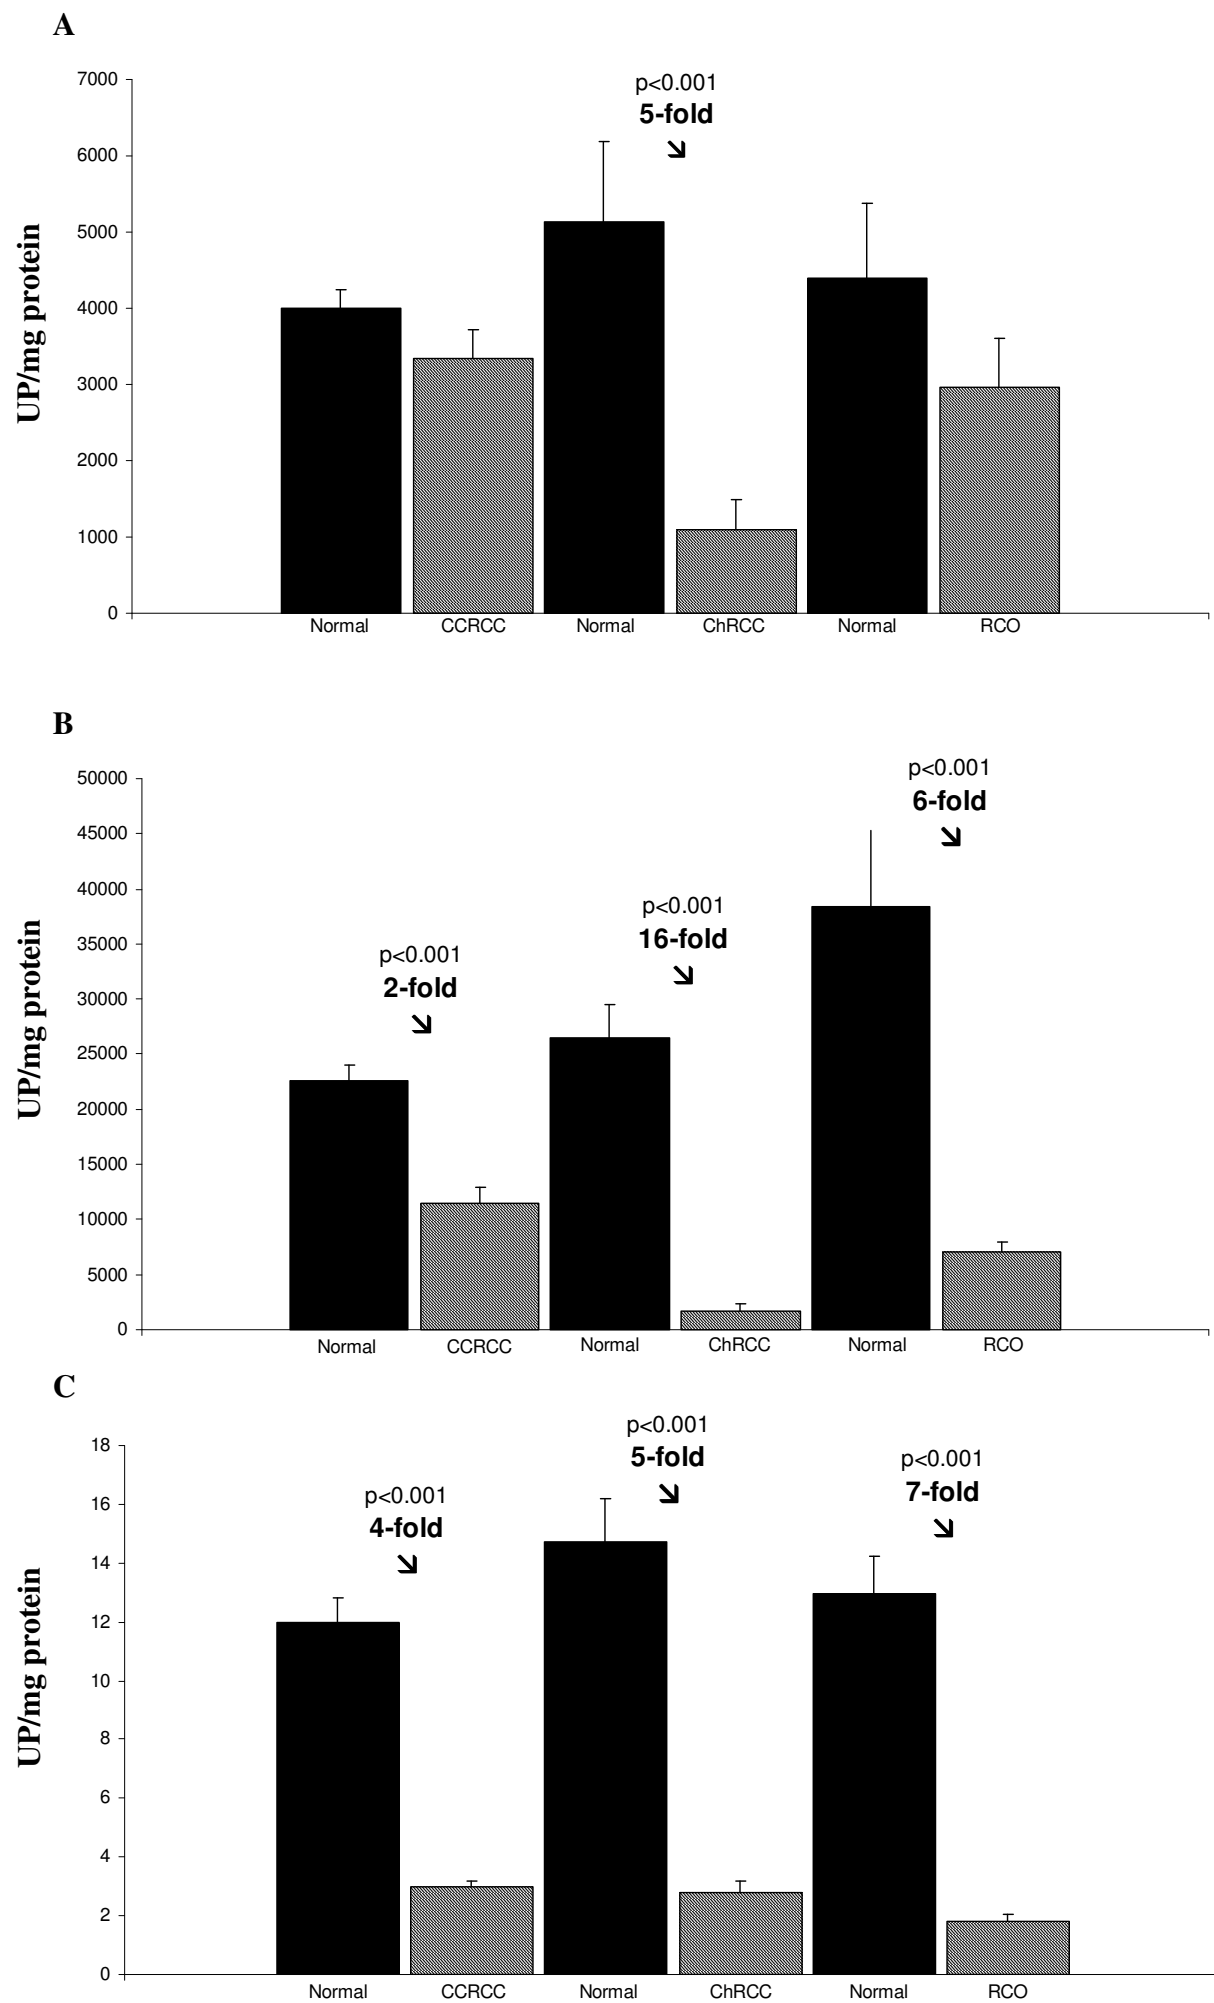 A
p<0.001
5-fold
7000
6000
5000
4000
3000
2000
1000
0
UP/mg protein
Normal CCRCC Normal ChRCC Normal RCO
B
p<0.001
6-fold
p<0.001
16-fold
p<0.001
2-fold
50000
45000
40000
35000
30000
25000
20000
15000
10000
5000
0
UP/mg protein
Normal CCRCC Normal ChRCC Normal RCO
C
p<0.001
5-fold
p<0.001
7-fold
p<0.001
4-fold
18
16
14
12
10
8
6
4
2
0
UP/mg protein
Normal CCRCC Normal ChRCC Normal RCO